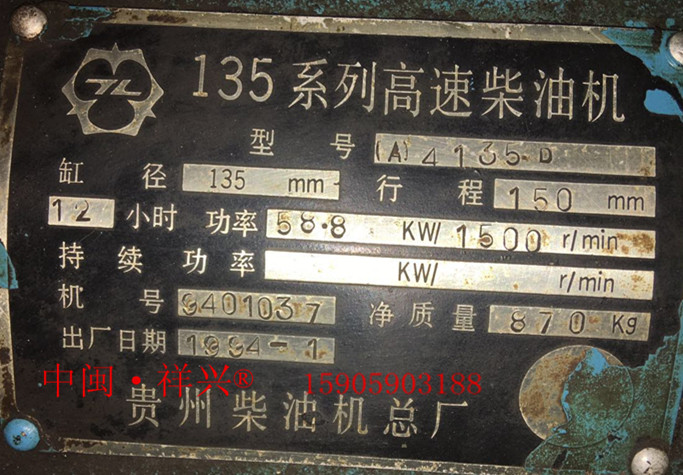 135系列高速柴油机
型号 (A)4135D
缸径 135 mm 行程 150 mm
12 小时功率 58.8 KW/ 1500 r/min
持续功率 KW/ r/min
机号 9401037 净质量 870 Kg
出厂日期 1994-1
中闽·祥兴® 15905903188
贵州柴油机总厂